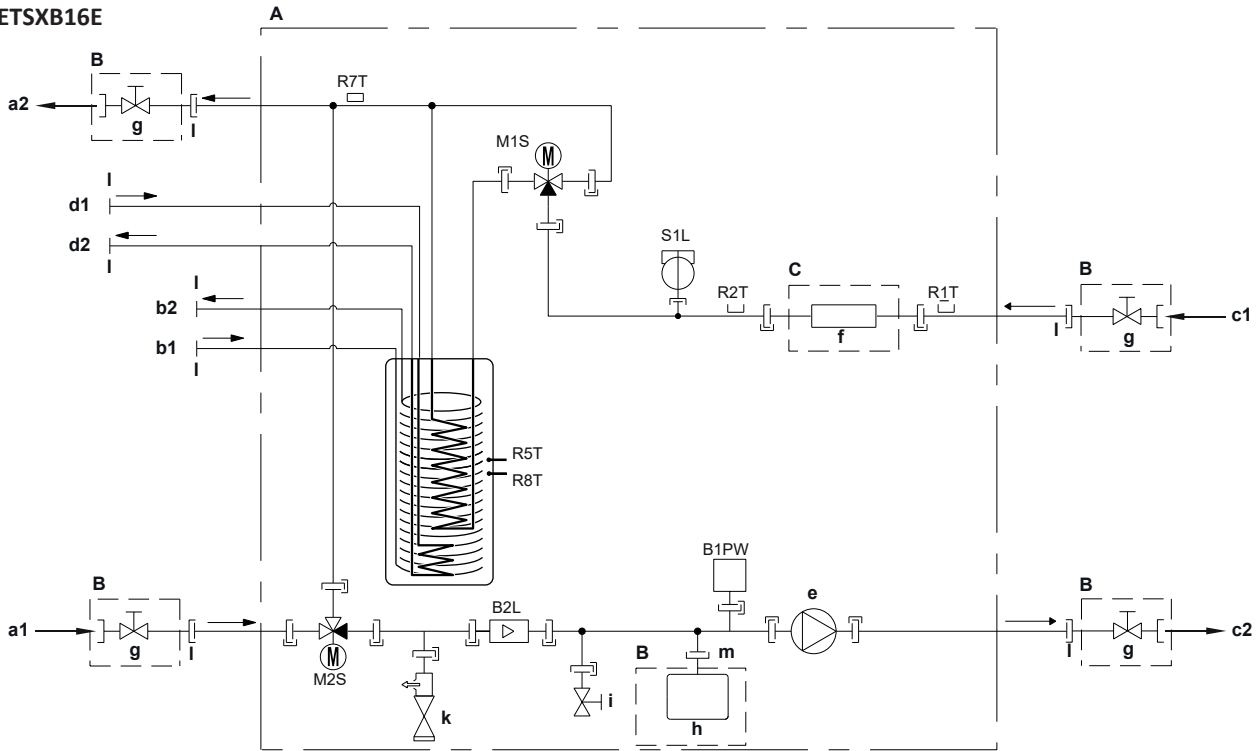 ETSXB16E
A
B
R7T
a2
g
l
M1S
M
l
d1
d2
l
S1L
C
B
l
b2
R2T
R1T
c1
l
g
f
b1
l
R5T
R8T
B1PW
B
e
B
B2L
a1
c2
g
l
M
M2S
B
m
l
g
i
k
h